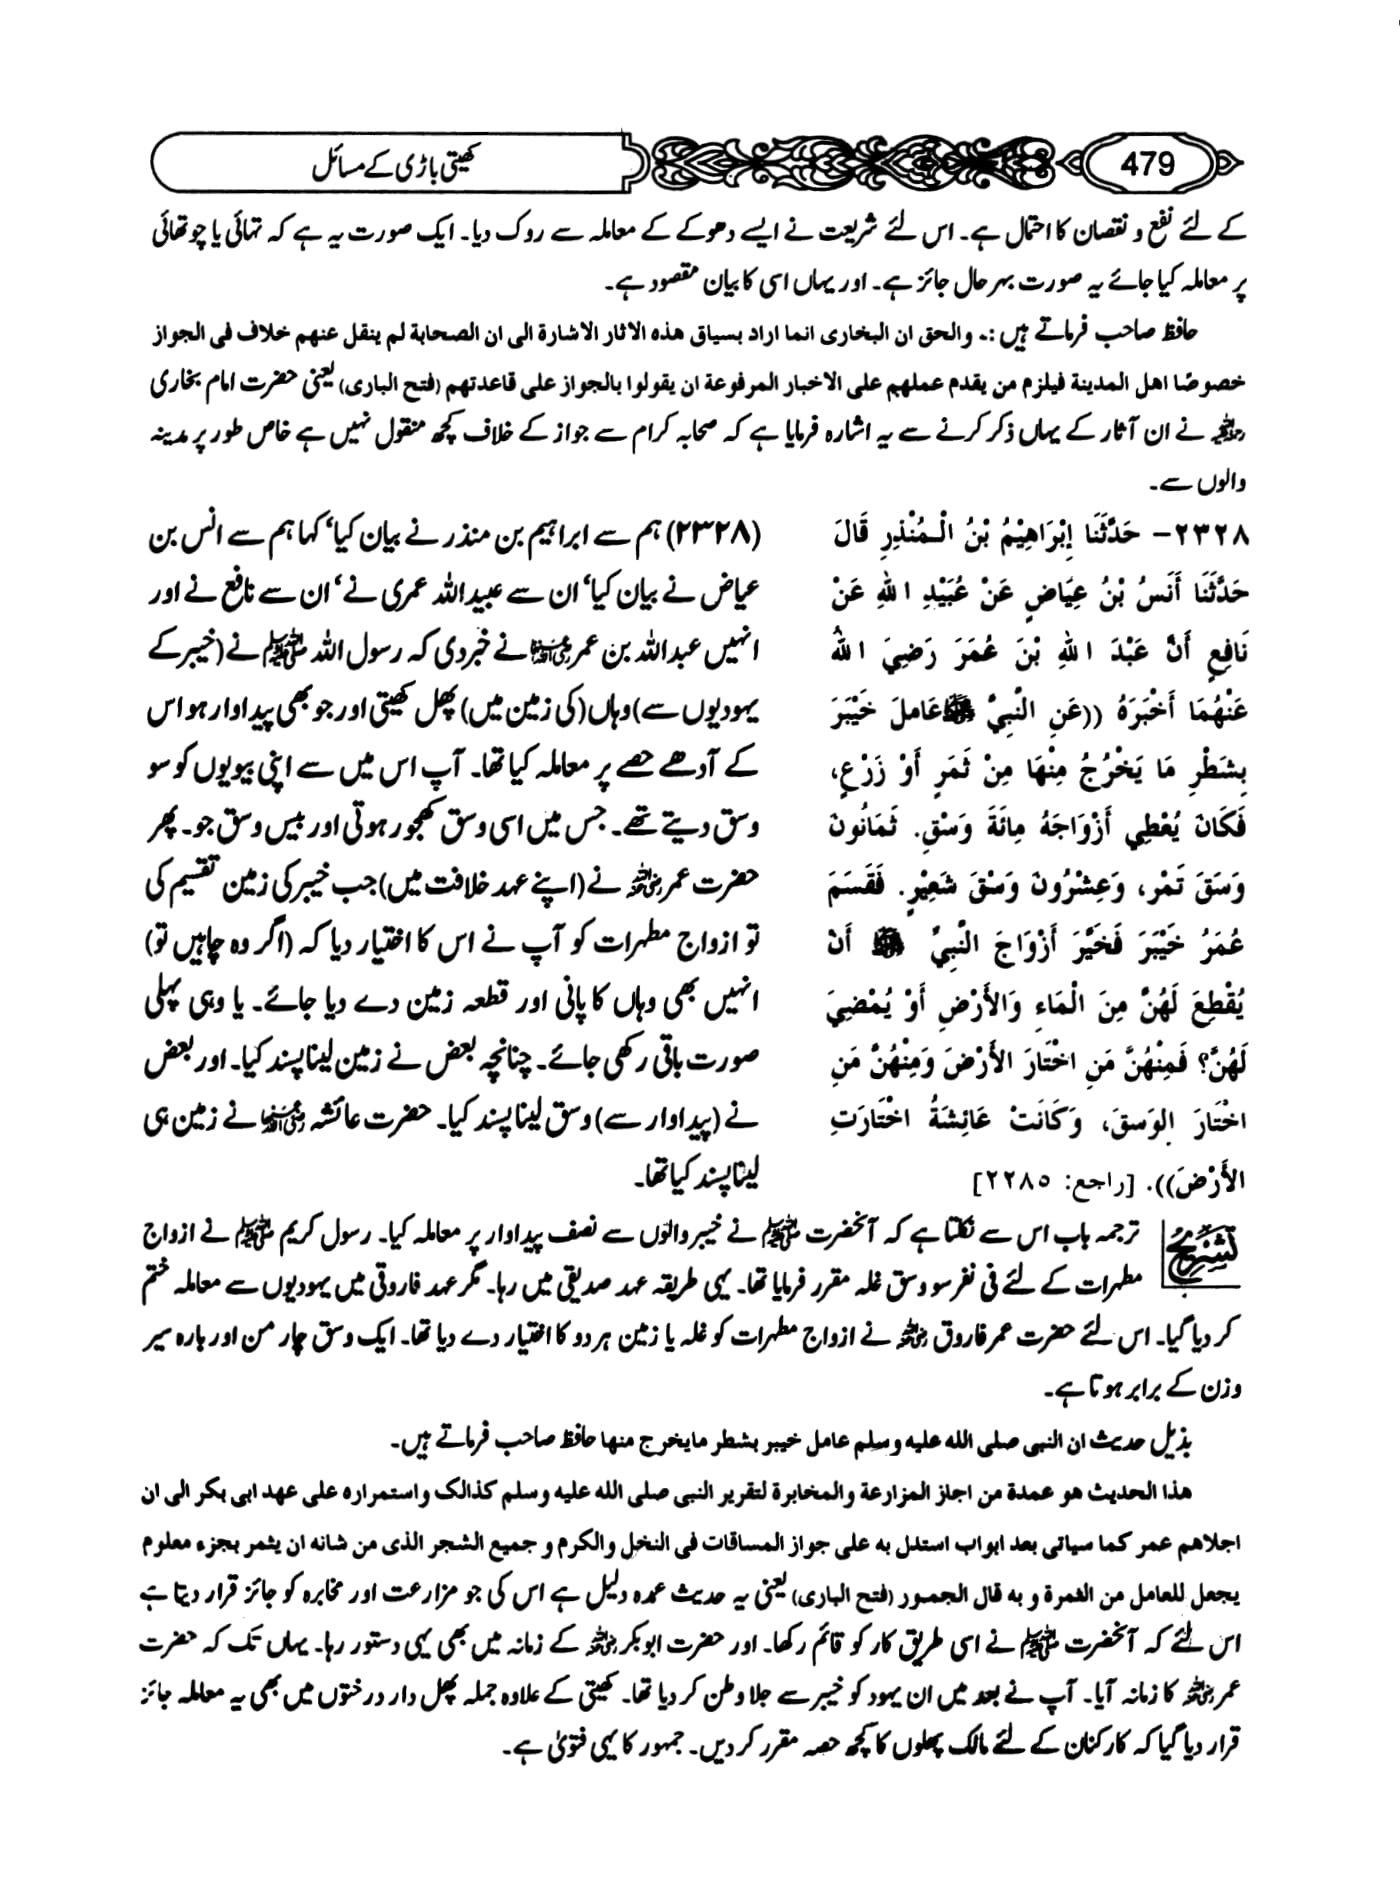 479
کھیتی باڑی کے مسائل
کے لئے نفع و نقصان کا احتمال ہے۔ اس لئے شریعت نے ایسے دھوکے کے معاملہ سے روک دیا۔ ایک صورت یہ ہے کہ تہائی یا چوتھائی
پر معاملہ کیا جائے یہ صورت بہرحال جائز ہے۔ اور یہاں اسی کا بیان مقصود ہے۔
حافظ صاحب فرماتے ہیں :۔ والحق ان البخاری انما اراد بسیاق ھذہ الاثار الاشارة الی ان الصحابة لم ینقل عنھم خلاف فی الجواز
خصوصًا اھل المدینة فیلزم من یقدم عملھم علی الاخبار المرفوعة ان یقولوا بالجواز علی قاعدتھم (فتح الباری) یعنی حضرت امام بخاری
رحمہ اللہ نے ان آثار کے یہاں ذکر کرنے سے یہ اشارہ فرمایا ہے کہ صحابہ کرام سے جواز کے خلاف کچھ منقول نہیں ہے خاص طور پر مدینہ
والوں سے۔
٢٣٢٨– حَدَّثَنَا إِبْرَاهِيْمُ بْنُ الْـمُنْذِرِ قَالَ
حَدَّثَنَا أَنَسُ بْنُ عِيَاضٍ عَنْ عُبَيْدِ اللهِ عَنْ
نَافِعٍ أَنَّ عَبْدَ اللهِ بْنَ عُمَرَ رَضِيَ اللهُ
عَنْهُمَا أَخْبَرَهُ ((عَنِ النَّبِيِّ ﷺ عَامِلَ خَيْبَرَ
بِشَطْرِ مَا يَخْرُجُ مِنْهَا مِنْ ثَمَرٍ أَوْ زَرْعٍ،
فَكَانَ يُعْطِي أَزْوَاجَهُ مِائَةَ وَسْقٍ. ثَمَانُونَ
وَسَقَ تَمْر، وَعِشْرُونَ وَسْقَ شَعِيْرٍ. فَقَسَمَ
عُمَرُ خَيْبَرَ فَخَيَّرَ أَزْوَاجَ النَّبِيِّ ﷺ أَنْ
يُقْطِعَ لَهُنَّ مِنَ الْمَاءِ وَالأَرْضِ أَوْ يُمْضِيَ
لَهُنَّ؟ فَمِنْهُنَّ مَنِ اخْتَارَ الأَرْضَ وَمِنْهُنَّ مَنِ
اخْتَارَ الوَسقَ، وَكَانَتْ عَائِشَةُ اخْتَارَتِ
الأَرْضَ)). [راجع: ٢٢٨٥]
(۲۳۲۸) ہم سے ابراہیم بن منذر نے بیان کیا‘ کہا ہم سے انس بن
عیاض نے بیان کیا‘ ان سے عبیداللہ عمری نے‘ ان سے نافع نے اور
انہیں عبداللہ بن عمر رضی اللہ عنہما نے خبر دی کہ رسول اللہ ﷺ نے (خیبر کے
یہودیوں سے) وہاں (کی زمین میں) پھل کھیتی اور جو بھی پیداوار ہو اس
کے آدھے حصے پر معاملہ کیا تھا۔ آپ اس میں سے اپنی بیویوں کو سو
وسق دیتے تھے۔ جس میں اسی وسق کھجور ہوتی اور بیس وسق جو۔ پھر
حضرت عمر رضی اللہ عنہ نے (اپنے عہد خلافت میں) جب خیبر کی زمین تقسیم کی
تو ازواج مطہرات کو آپ نے اس کا اختیار دیا کہ (اگر وہ چاہیں تو)
انہیں بھی وہاں کا پانی اور قطعہ زمین دے دیا جائے۔ یا وہی پہلی
صورت باقی رکھی جائے۔ چنانچہ بعض نے زمین لینا پسند کیا۔ اور بعض
نے (پیداوار سے) وسق لینا پسند کیا۔ حضرت عائشہ رضی اللہ عنہا نے زمین ہی
لینا پسند کیا تھا۔
تشریح ترجمہ باب اس سے نکلتا ہے کہ آنحضرت ﷺ نے خیبر والوں سے نصف پیداوار پر معاملہ کیا۔ رسول کریم ﷺ نے ازواج
مطہرات کے لئے فی نفر سو وسق غلہ مقرر فرمایا تھا۔ یہی طریقہ عہد صدیقی میں رہا۔ مگر عہد فاروقی میں یہودیوں سے معاملہ ختم
کر دیا گیا۔ اس لئے حضرت عمر فاروق رضی اللہ عنہ نے ازواج مطہرات کو غلہ یا زمین ہر دو کا اختیار دے دیا تھا۔ ایک وسق چار من اور بارہ سیر
وزن کے برابر ہوتا ہے۔
بذیل حدیث ان النبی صلی الله علیه وسلم عامل خیبر بشطر مایخرج منها حافظ صاحب فرماتے ہیں۔
ھذا الحدیث ھو عمدة من اجاز المزارعة والمخابرة لتقریر النبی صلی الله علیه وسلم کذالک واستمراره علی عھد ابی بکر الی ان
اجلاھم عمر کما سیاتی بعد ابواب استدل به علی جواز المساقات فی النخل والکرم و جمیع الشجر الذی من شانه ان یثمر بجزء معلوم
یجعل للعامل من الثمرة و به قال الجمہور (فتح الباری) یعنی یہ حدیث عمدہ دلیل ہے اس کی جو مزارعت اور مخابرہ کو جائز قرار دیتا ہے
اس لئے کہ آنحضرت ﷺ نے اسی طریق کار کو قائم رکھا۔ اور حضرت ابوبکر رضی اللہ عنہ کے زمانہ میں بھی یہی دستور رہا۔ یہاں تک کہ حضرت
عمر رضی اللہ عنہ کا زمانہ آیا۔ آپ نے بعد میں ان یہود کو خیبر سے جلا وطن کر دیا تھا۔ کھیتی کے علاوہ جملہ پھل دار درختوں میں بھی یہ معاملہ جائز
قرار دیا گیا کہ کارکنان کے لئے مالک پھلوں کا کچھ حصہ مقرر کر دیں۔ جمہور کا یہی فتویٰ ہے۔